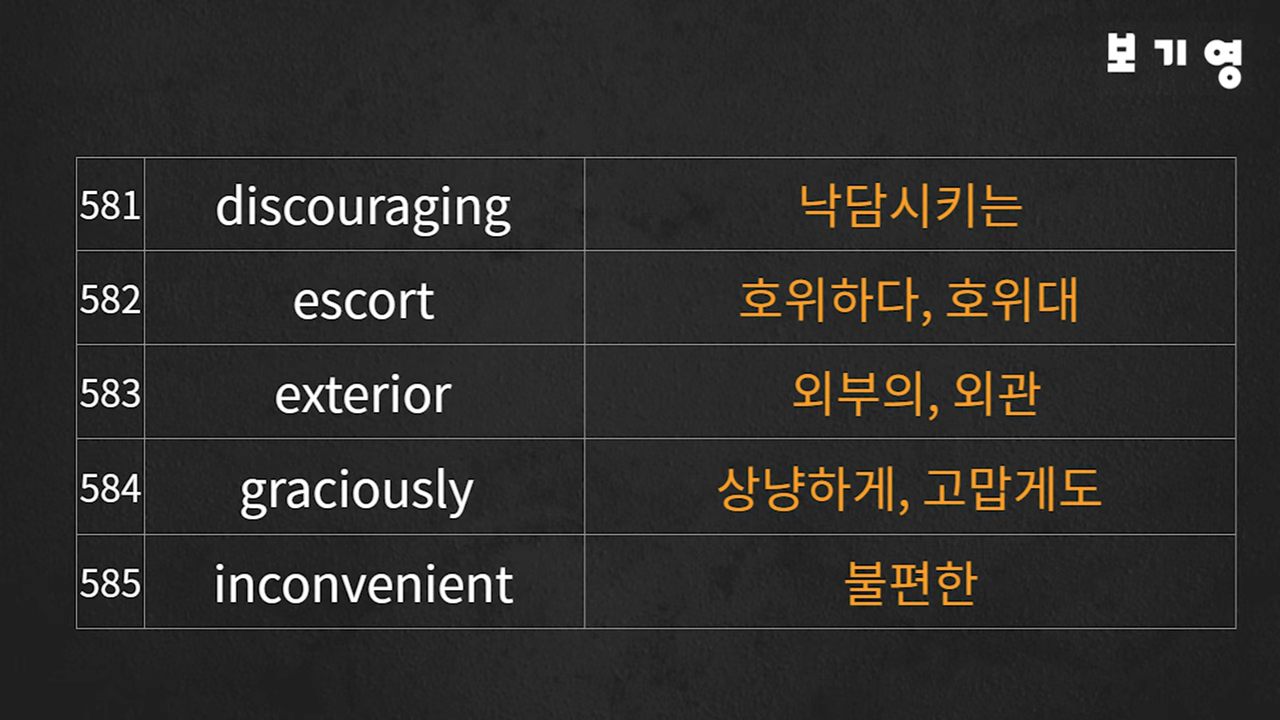 보기영
581 discouraging 낙담시키는
582 escort 호위하다, 호위대
583 exterior 외부의, 외관
584 graciously 상냥하게, 고맙게도
585 inconvenient 불편한